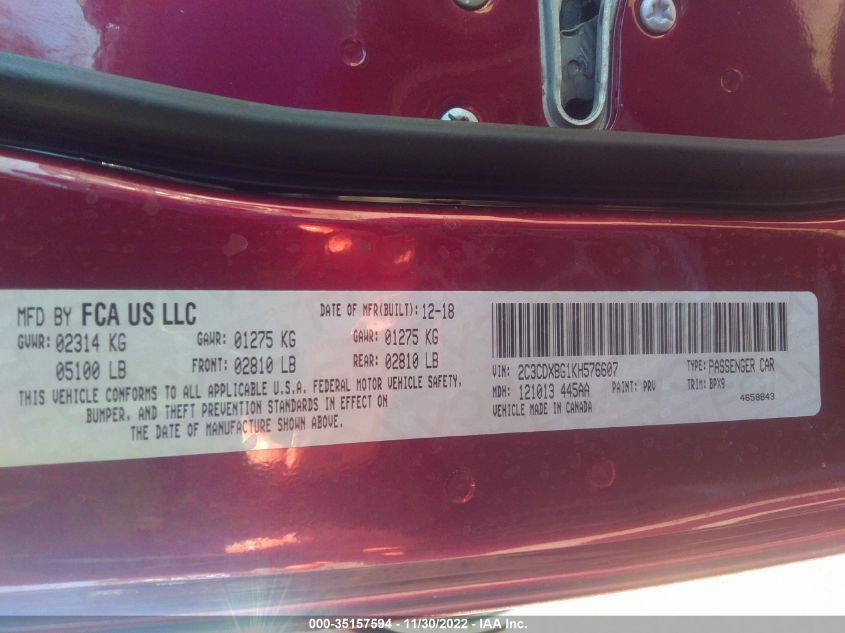 MFD BY FCA US LLC
DATE OF MFR(BUILT): 12-18
GVWR: 02314 KG GAWR: 01275 KG GAWR: 01275 KG
05100 LB FRONT: 02810 LB REAR: 02810 LB
THIS VEHICLE CONFORMS TO ALL APPLICABLE U.S.A. FEDERAL MOTOR VEHICLE SAFETY,
BUMPER, AND THEFT PREVENTION STANDARDS IN EFFECT ON
THE DATE OF MANUFACTURE SHOWN ABOVE.
VIN: 2C3CDXBG1KH576607 TYPE: PASSENGER CAR
MDH: 121013 445AA PAINT: PRV TRIM: BPX9
VEHICLE MADE IN CANADA 4658843
000-35157594 - 11/30/2022 - IAA Inc.